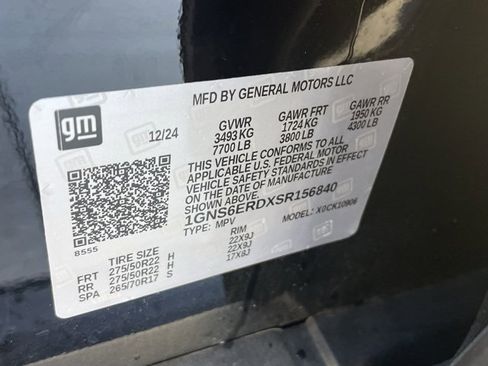 MFD BY GENERAL MOTORS LLC
gm
12/24 GVWR GAWR FRT GAWR RR
3493 KG 1724 KG 1950 KG
7700 LB 3800 LB 4300 LB
THIS VEHICLE CONFORMS TO ALL
APPLICABLE U.S. FEDERAL MOTOR
VEHICLE SAFETY STANDARDS IN EFFECT
ON THE DATE OF MANUFACTURE
SHOWN ABOVE.
1GNS6ERDXSR156840
8555 TYPE: MPV MODEL: X0CK10906
TIRE SIZE RIM
FRT 275/50R22 H 22X9J
RR 275/50R22 H 22X9J
SPA 265/70R17 S 17X8J